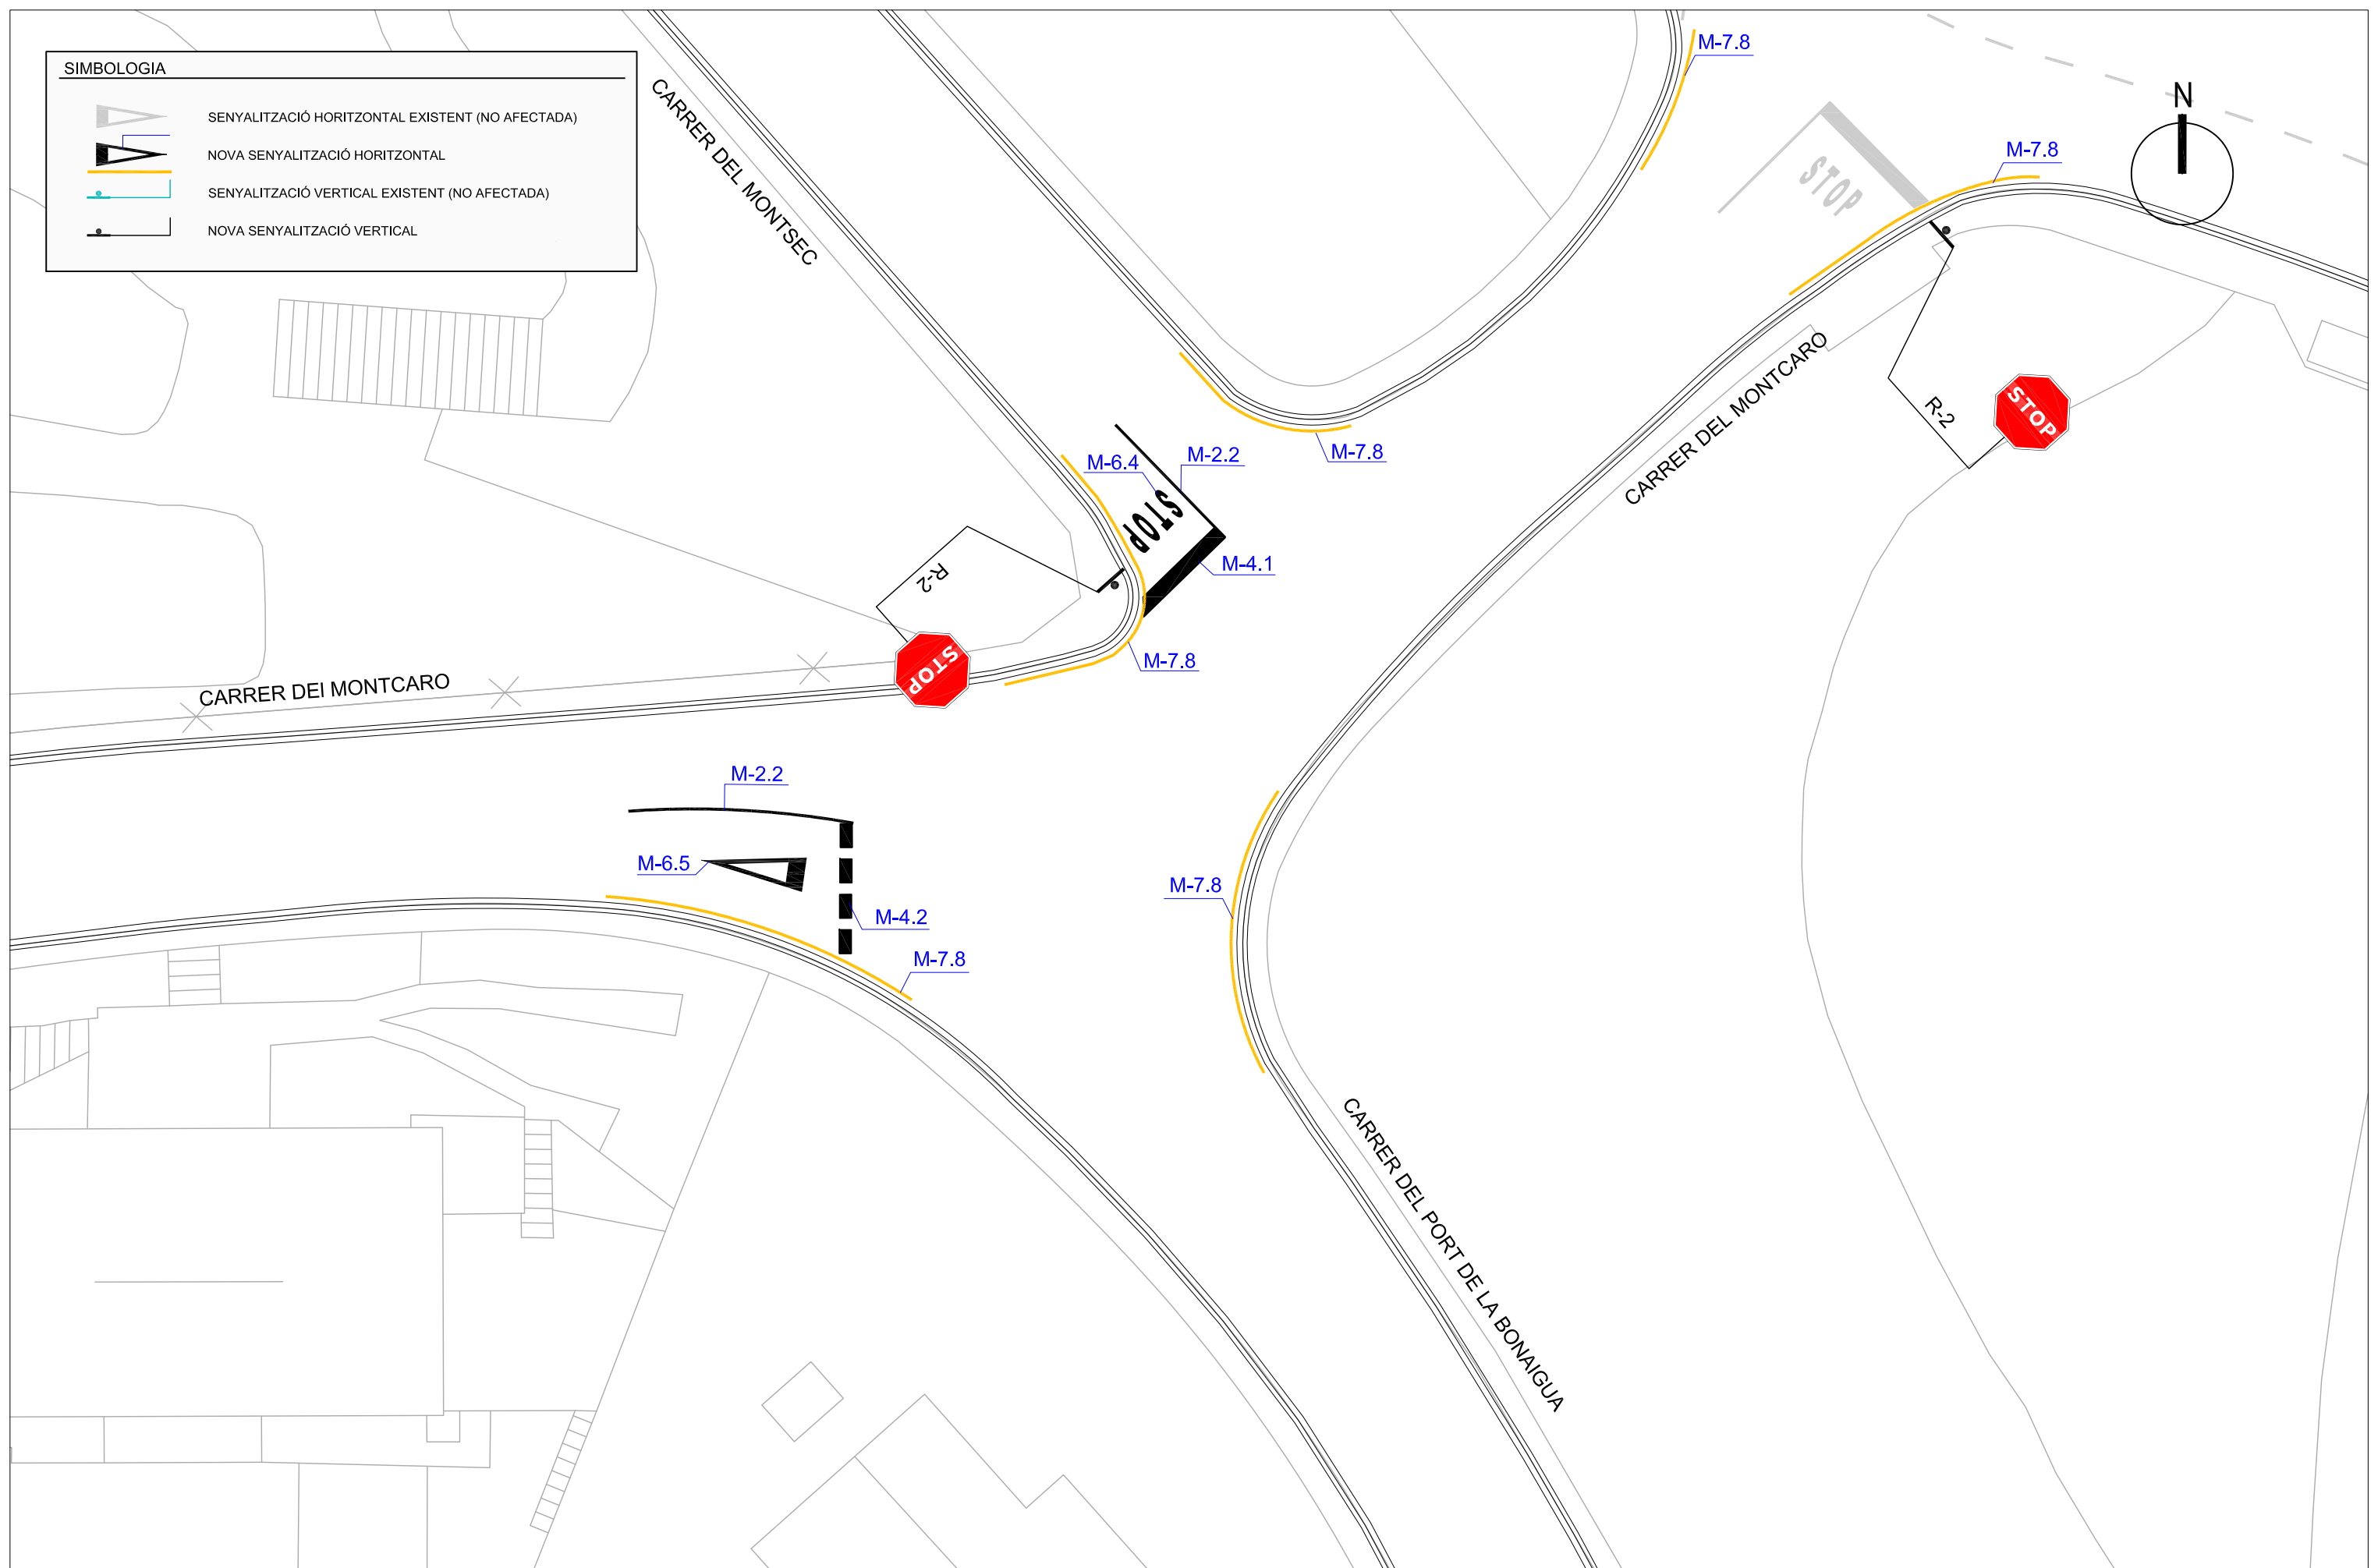 SIMBOLOGIA
SENYALITZACIÓ HORITZONTAL EXISTENT (NO AFECTADA)
NOVA SENYALITZACIÓ HORITZONTAL
SENYALITZACIÓ VERTICAL EXISTENT (NO AFECTADA)
NOVA SENYALITZACIÓ VERTICAL
M-7.8
N
M-7.8
STOP
CARRER DEL MONTSEC
CARRER DEL MONTCARO
R-2
STOP
M-7.8
M-6.4
M-2.2
STOP
M-4.1
R-2
M-7.8
STOP
CARRER DEl MONTCARO
M-2.2
M-6.5
M-4.2
M-7.8
M-7.8
CARRER DEL PORT DE LA BONAIGUA